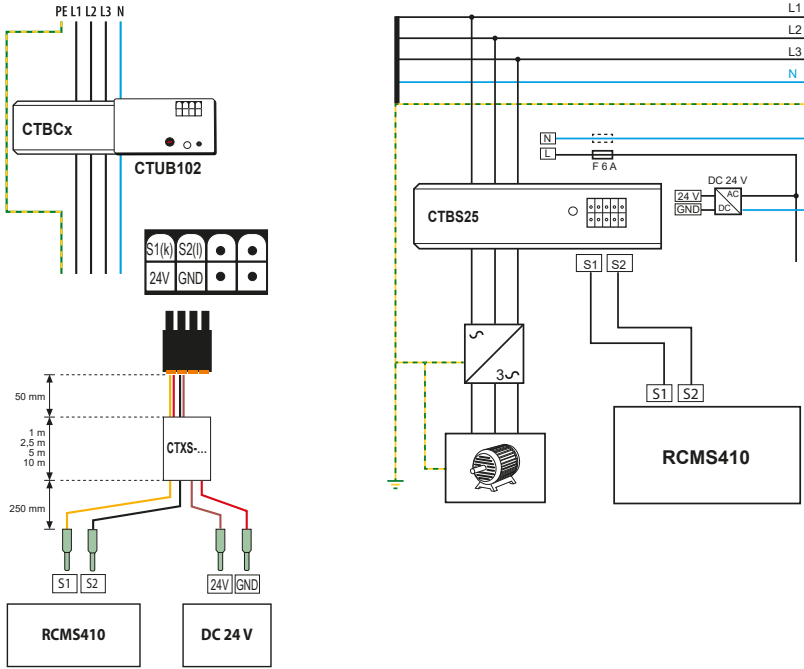 PE L1 L2 L3 N
CTBCx
CTUB102
S1(k) S2(l)
24V GND
50 mm
1 m
2,5 m
5 m
10 m
CTXS-...
250 mm
S1 S2
24V GND
RCMS410
DC 24 V
L1
L2
L3
N
N
L
F 6 A
DC 24 V
24 V
GND
AC
DC
CTBS25
S1 S2
3
S1 S2
RCMS410